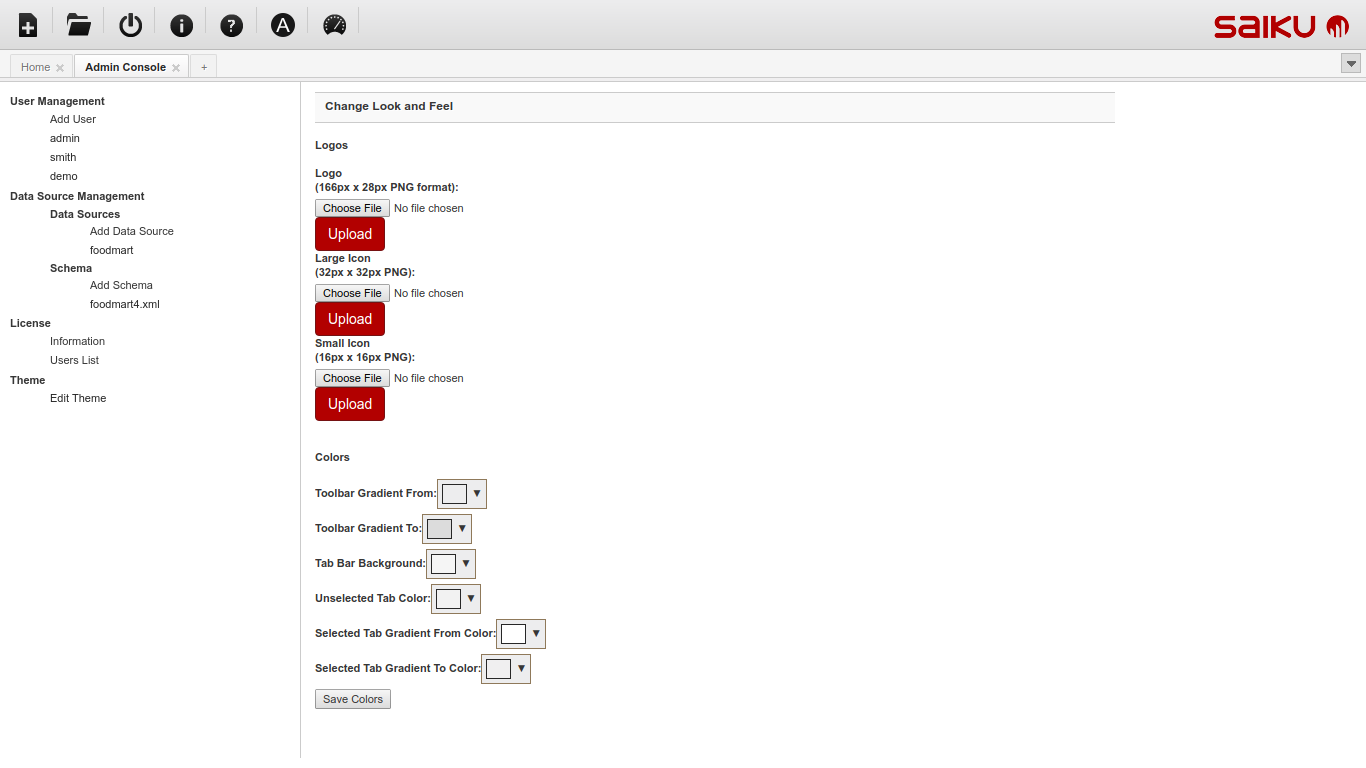 saiku
Home
Admin Console
+
User Management
Add User
admin
smith
demo
Data Source Management
Data Sources
Add Data Source
foodmart
Schema
Add Schema
foodmart4.xml
License
Information
Users List
Theme
Edit Theme
Change Look and Feel
Logos
Logo
(166px x 28px PNG format):
Choose File No file chosen
Upload
Large Icon
(32px x 32px PNG):
Choose File No file chosen
Upload
Small Icon
(16px x 16px PNG):
Choose File No file chosen
Upload
Colors
Toolbar Gradient From:
Toolbar Gradient To:
Tab Bar Background:
Unselected Tab Color:
Selected Tab Gradient From Color:
Selected Tab Gradient To Color:
Save Colors